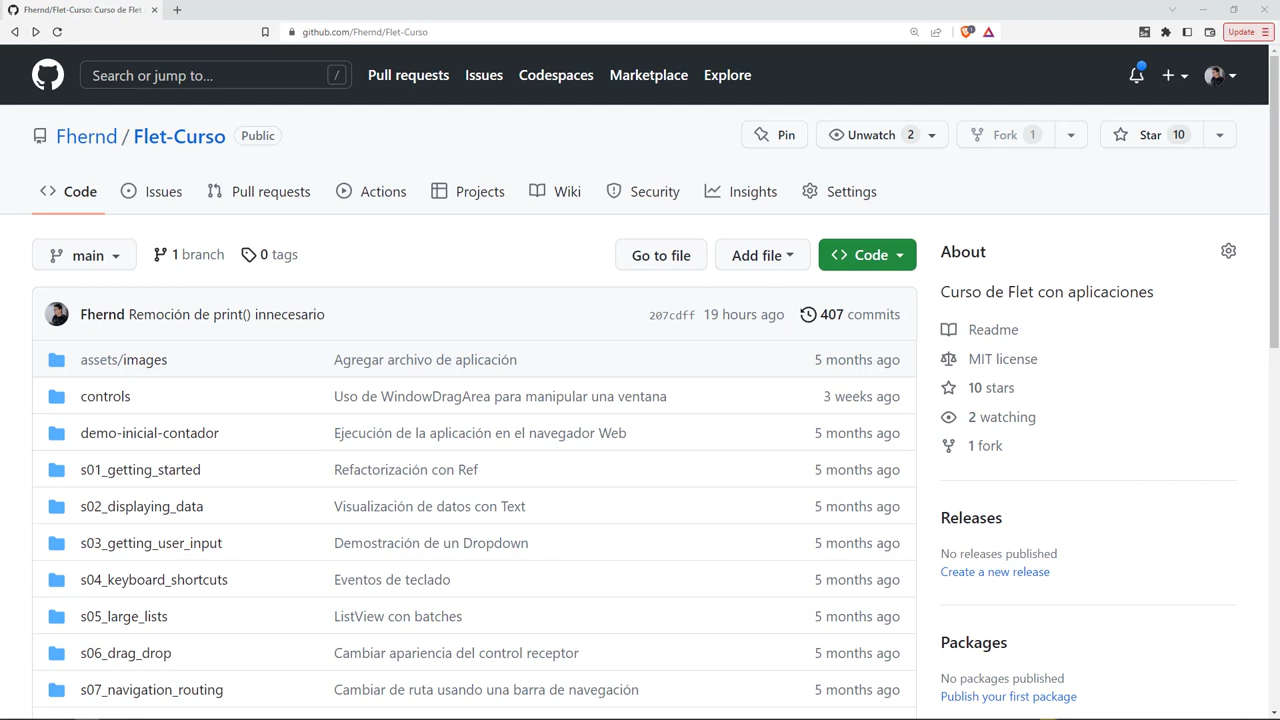 Fhernd/Flet-Curso: Curso de Flet
github.com/Fhernd/Flet-Curso
1
Update
Search or jump to...
/
Pull requests
Issues
Codespaces
Marketplace
Explore
Fhernd / Flet-Curso
Public
Pin
Unwatch 2
Fork 1
Star 10
Code
Issues
Pull requests
Actions
Projects
Wiki
Security
Insights
Settings
main
1 branch
0 tags
Go to file
Add file
Code
Fhernd Remoción de print() innecesario
207cdff 19 hours ago
407 commits
assets/images Agregar archivo de aplicación 5 months ago
controls Uso de WindowDragArea para manipular una ventana 3 weeks ago
demo-inicial-contador Ejecución de la aplicación en el navegador Web 5 months ago
s01_getting_started Refactorización con Ref 5 months ago
s02_displaying_data Visualización de datos con Text 5 months ago
s03_getting_user_input Demostración de un Dropdown 5 months ago
s04_keyboard_shortcuts Eventos de teclado 5 months ago
s05_large_lists ListView con batches 5 months ago
s06_drag_drop Cambiar apariencia del control receptor 5 months ago
s07_navigation_routing Cambiar de ruta usando una barra de navegación 5 months ago
About
Curso de Flet con aplicaciones
Readme
MIT license
10 stars
2 watching
1 fork
Releases
No releases published
Create a new release
Packages
No packages published
Publish your first package